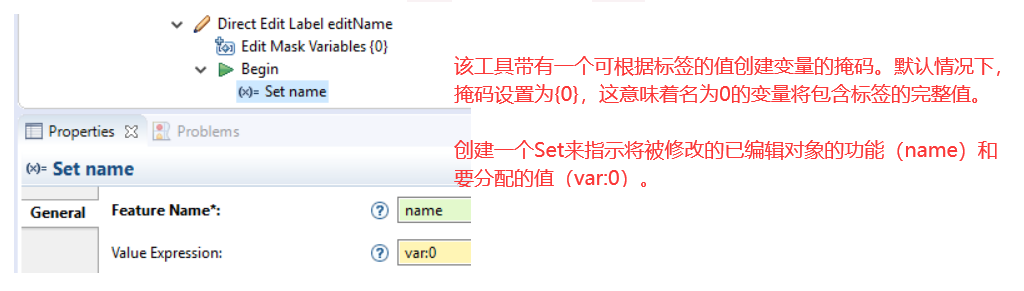 Direct Edit Label editName
Edit Mask Variables {0}
Begin
(x)= Set name
该工具带有一个可根据标签的值创建变量的掩码。默认情况下，
掩码设置为{0}，这意味着名为0的变量将包含标签的完整值。
Properties
Problems
创建一个Set来指示将被修改的已编辑对象的功能（name）和
要分配的值（var:0）。
(x)= Set name
General
Feature Name*:
? name
Value Expression:
? var:0